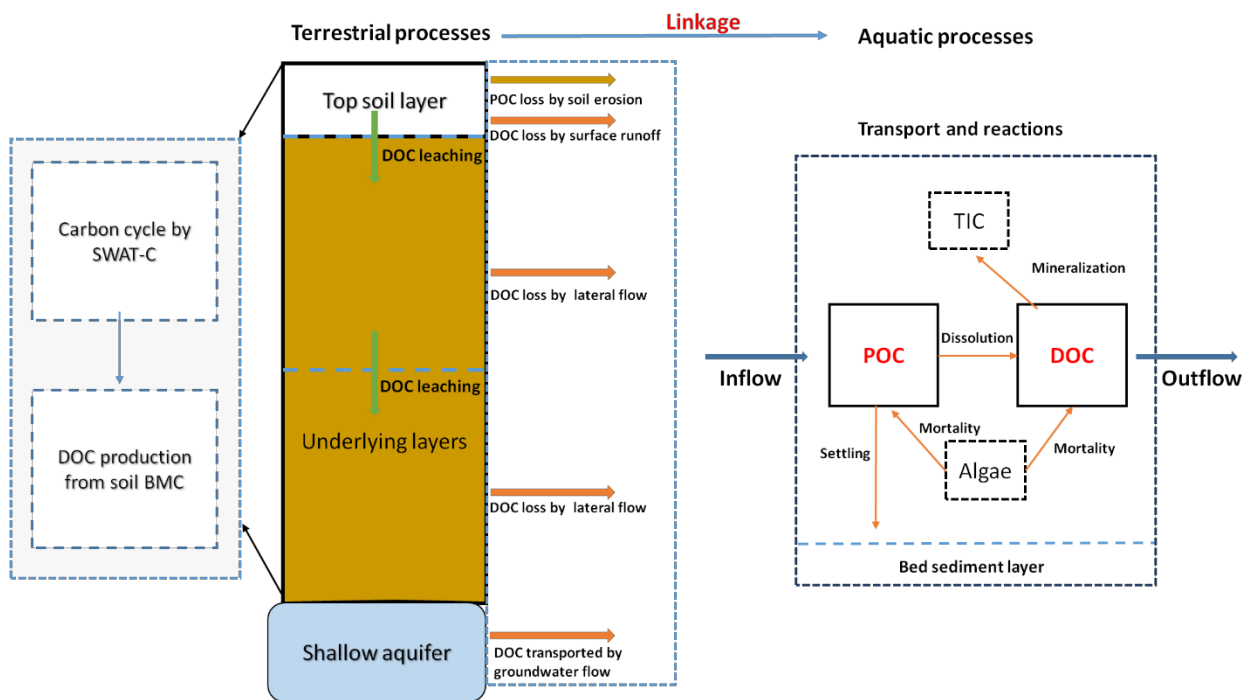 Terrestrial processes
Linkage
Aquatic processes
Carbon cycle by
SWAT-C
DOC production
from soil BMC
Top soil layer
DOC leaching
DOC leaching
Underlying layers
Shallow aquifer
POC loss by soil erosion
DOC loss by surface runoff
DOC loss by lateral flow
DOC loss by lateral flow
DOC transported by
groundwater flow
Transport and reactions
TIC
Mineralization
POC
Dissolution
DOC
Inflow
Outflow
Mortality
Settling
Algae
Mortality
Bed sediment layer